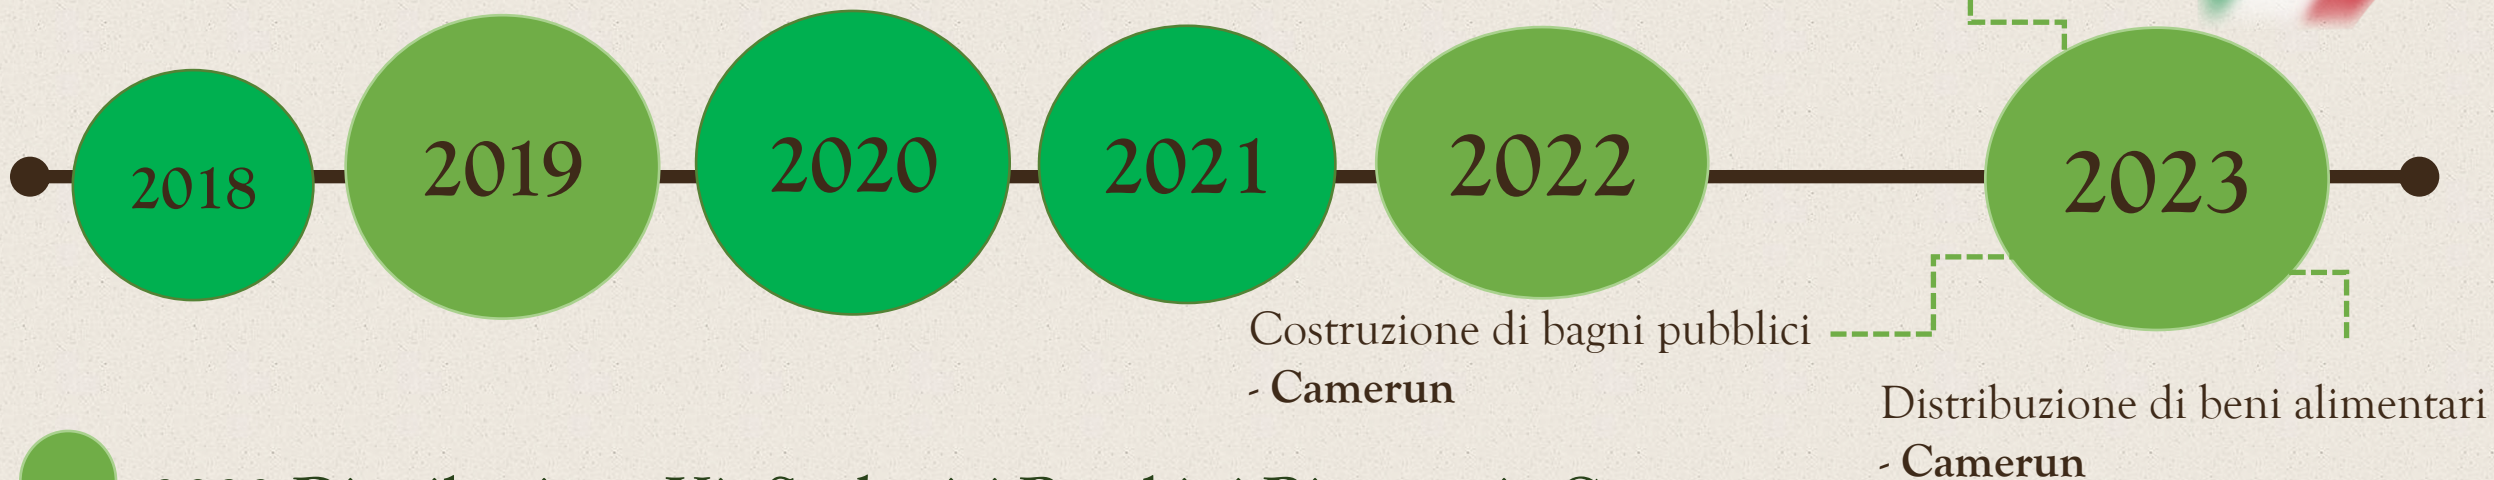 2018 2019 2020 2021 2022 2023
Costruzione di bagni pubblici
- Camerun
Distribuzione di beni alimentari
- Camerun